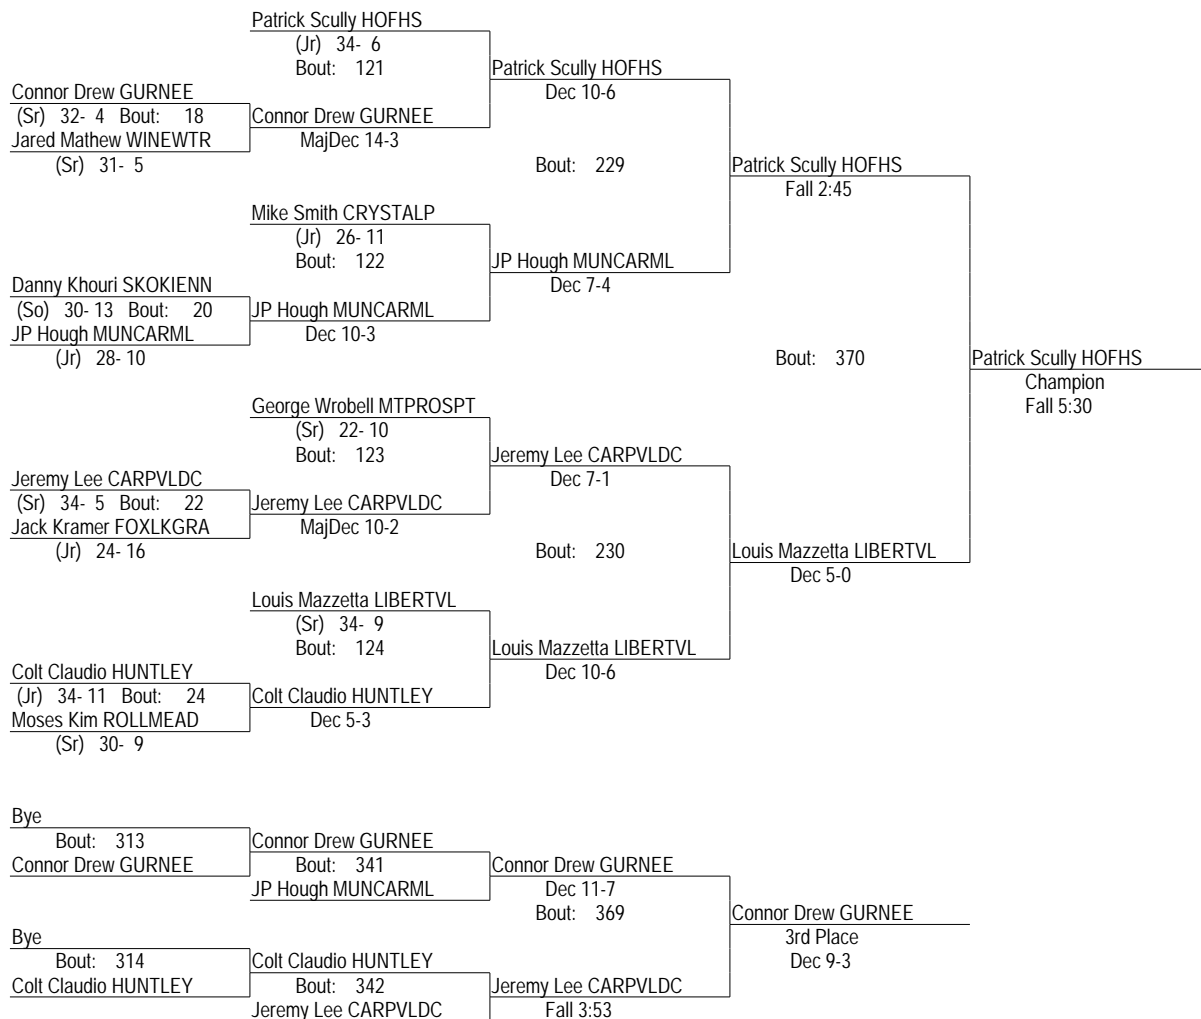 Patrick Scully HOFHS
(Jr) 34- 6
Bout: 121
Patrick Scully HOFHS
Dec 10-6
Connor Drew GURNEE
(Sr) 32- 4 Bout: 18
Connor Drew GURNEE
Jared Mathew WINEWTR
MajDec 14-3
(Sr) 31- 5
Bout: 229
Patrick Scully HOFHS
Fall 2:45
Mike Smith CRYSTALP
(Jr) 26- 11
Bout: 122
JP Hough MUNCARML
Dec 7-4
Danny Khouri SKOKIENN
(So) 30- 13 Bout: 20
JP Hough MUNCARML
JP Hough MUNCARML
Dec 10-3
(Jr) 28- 10
Bout: 370
Patrick Scully HOFHS
Champion
Fall 5:30
George Wrobell MTPROSPT
(Sr) 22- 10
Bout: 123
Jeremy Lee CARPVLDC
Dec 7-1
Jeremy Lee CARPVLDC
(Sr) 34- 5 Bout: 22
Jeremy Lee CARPVLDC
Jack Kramer FOXLKGRA
MajDec 10-2
(Jr) 24- 16
Bout: 230
Louis Mazzetta LIBERTVL
Dec 5-0
Louis Mazzetta LIBERTVL
(Sr) 34- 9
Bout: 124
Louis Mazzetta LIBERTVL
Dec 10-6
Colt Claudio HUNTLEY
(Jr) 34- 11 Bout: 24
Colt Claudio HUNTLEY
Moses Kim ROLLMEAD
Dec 5-3
(Sr) 30- 9
Bye
Bout: 313
Connor Drew GURNEE
Connor Drew GURNEE
Bout: 341
Connor Drew GURNEE
JP Hough MUNCARML
Dec 11-7
Bout: 369
Connor Drew GURNEE
3rd Place
Dec 9-3
Bye
Bout: 314
Colt Claudio HUNTLEY
Colt Claudio HUNTLEY
Bout: 342
Jeremy Lee CARPVLDC
Jeremy Lee CARPVLDC
Fall 3:53